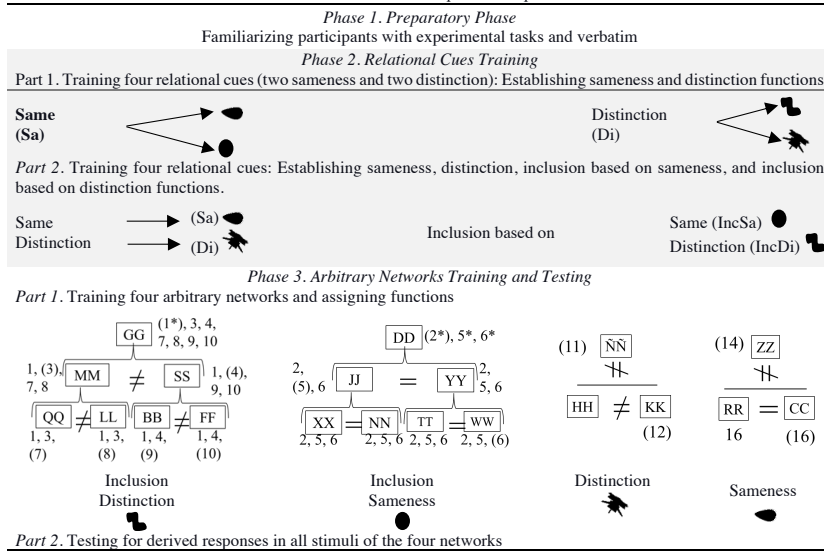 Phase 1. Preparatory Phase
Familiarizing participants with experimental tasks and verbatim
Phase 2. Relational Cues Training
Part 1. Training four relational cues (two sameness and two distinction): Establishing sameness and distinction functions
Same
(Sa)
Distinction
(Di)
Part 2. Training four relational cues: Establishing sameness, distinction, inclusion based on sameness, and inclusion
based on distinction functions.
Same
(Sa)
Distinction
(Di)
Inclusion based on
Same (IncSa)
Distinction (IncDi)
Phase 3. Arbitrary Networks Training and Testing
Part 1. Training four arbitrary networks and assigning functions
GG
(1*), 3, 4,
7, 8, 9, 10
1, (3),
7, 8
MM ≠ SS
1, (4),
9, 10
QQ ≠ LL BB ≠ FF
1, 3,
(7)
1, 3,
(8)
1, 4,
(9)
1, 4,
(10)
Inclusion
Distinction
DD
(2*), 5*, 6*
2,
(5), 6
JJ = YY
2,
5, 6
XX = NN TT = WW
2, 5, 6 2, 5, 6 2, 5, 6 2, 5, (6)
Inclusion
Sameness
(11) ÑÑ
HH ≠ KK
(12)
Distinction
(14) ZZ
RR = CC
16 (16)
Sameness
Part 2. Testing for derived responses in all stimuli of the four networks